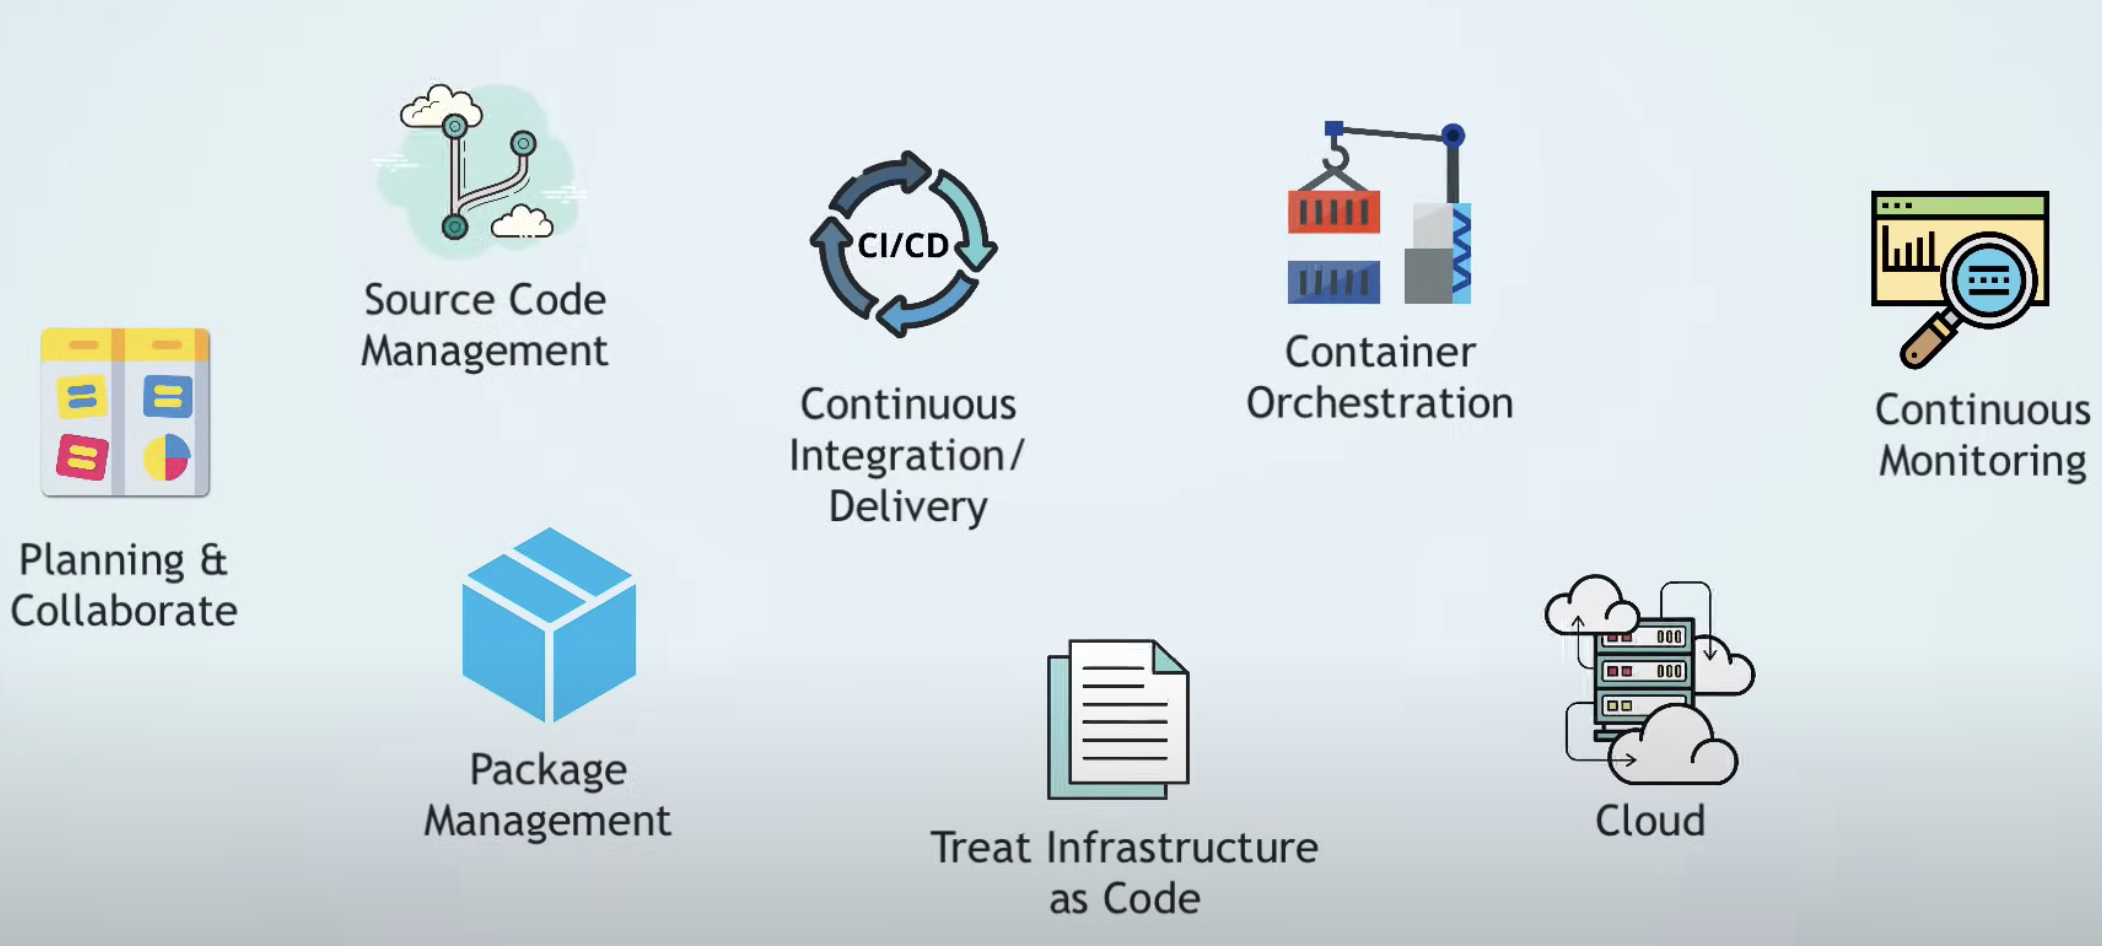 Planning &
Collaborate
Source Code
Management
Package
Management
CI/CD
Continuous
Integration/
Delivery
Treat Infrastructure
as Code
Container
Orchestration
Cloud
Continuous
Monitoring